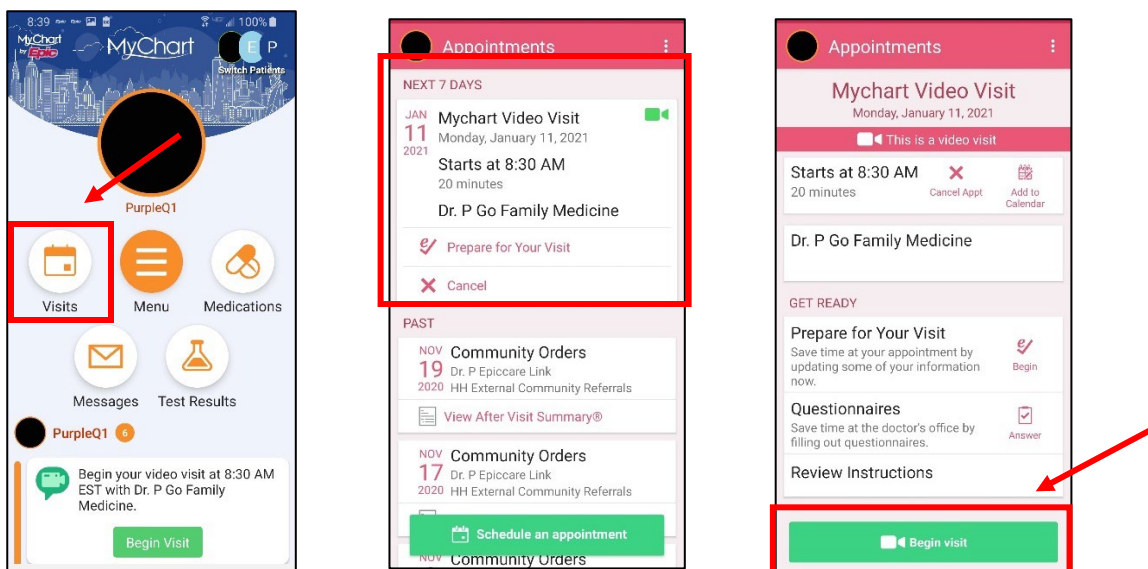 8:39
100%
MyChart
by Epic
MyChart
E P
Switch Patients
PurpleQ1
Visits
Menu
Medications
Messages
Test Results
PurpleQ1 6
Begin your video visit at 8:30 AM
EST with Dr. P Go Family
Medicine.
Begin Visit
Appointments
NEXT 7 DAYS
JAN
11
2021
Mychart Video Visit
Monday, January 11, 2021
Starts at 8:30 AM
20 minutes
Dr. P Go Family Medicine
Prepare for Your Visit
Cancel
PAST
NOV
19
2020
Community Orders
Dr. P Epiccare Link
HH External Community Referrals
View After Visit Summary®
NOV
17
2020
Community Orders
Dr. P Epiccare Link
HH External Community Referrals
Schedule an appointment
NOV
Community Orders
Appointments
Mychart Video Visit
Monday, January 11, 2021
This is a video visit
Starts at 8:30 AM
20 minutes
Cancel Appt
Add to
Calendar
Dr. P Go Family Medicine
GET READY
Prepare for Your Visit
Save time at your appointment by
updating some of your information
now.
Begin
Questionnaires
Save time at the doctor's office by
filling out questionnaires.
Answer
Review Instructions
Begin visit